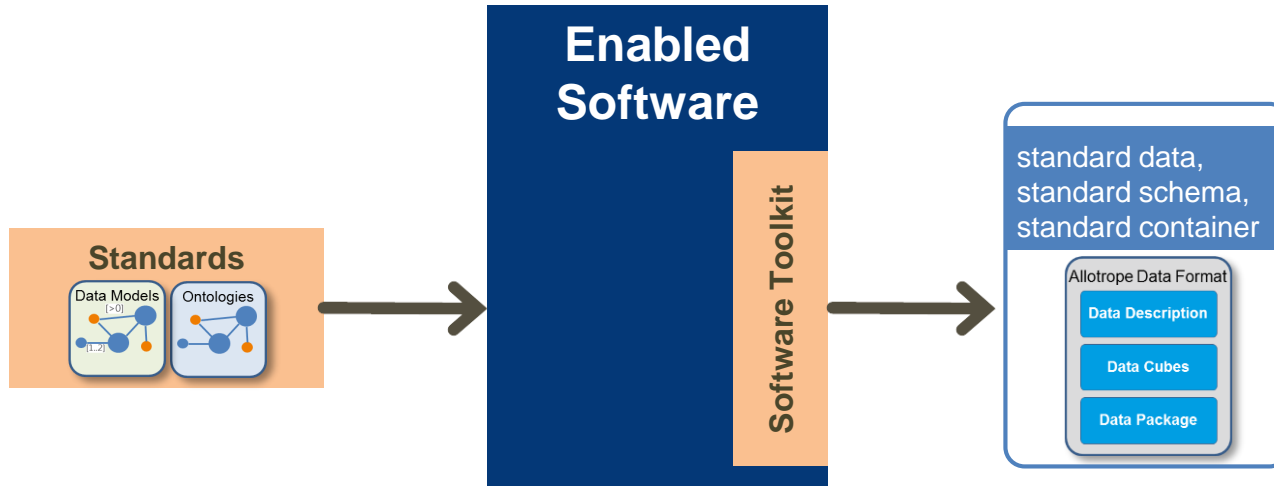 Standards
Data Models
[>0]
[1..2]
Ontologies
Enabled
Software
Software Toolkit
standard data,
standard schema,
standard container
Allotrope Data Format
Data Description
Data Cubes
Data Package